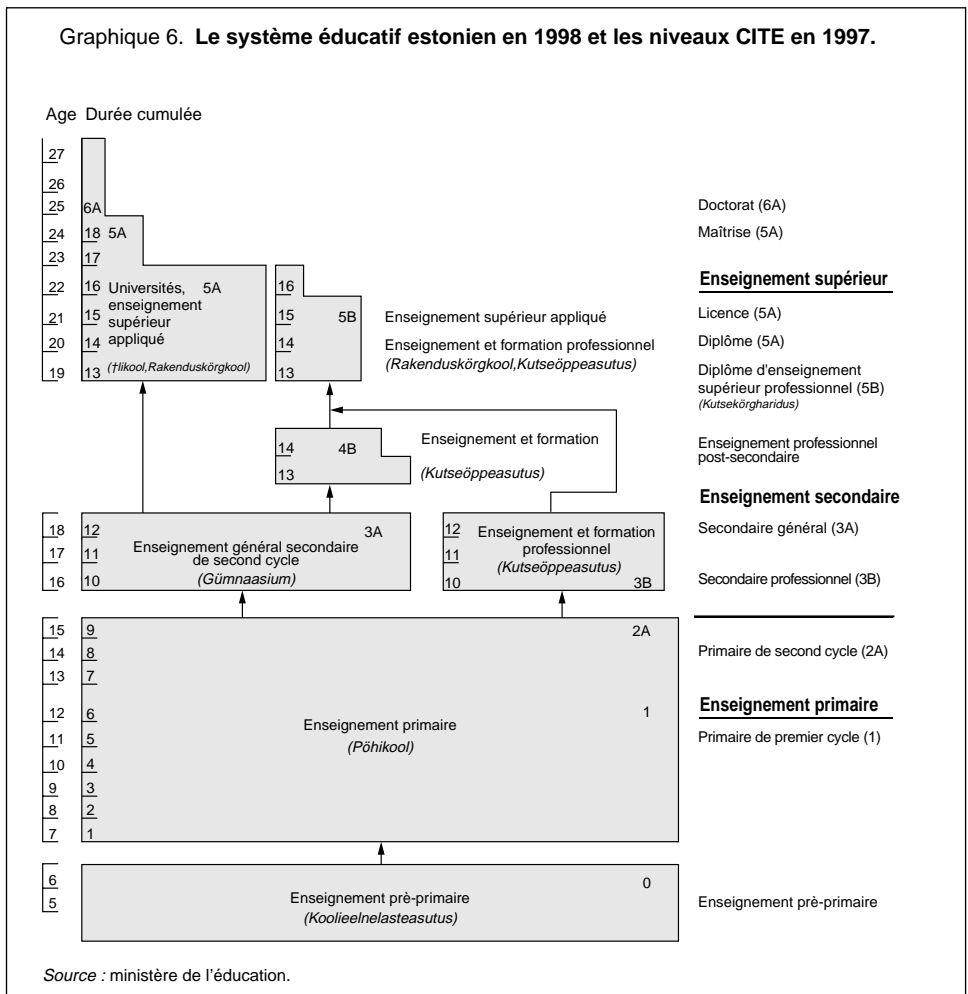 Graphique 6. Le système éducatif estonien en 1998 et les niveaux CITE en 1997.
Age Durée cumulée
27
26
25 6A
Doctorat (6A)
24 18 5A
Maîtrise (5A)
23 17
Enseignement supérieur
22 16 Universités, 5A
enseignement
supérieur
appliqué
16
21 15
15 5B
Enseignement supérieur appliqué
Licence (5A)
20 14
14
Enseignement et formation professionnel
(Rakenduskörgkool,Kutseöppeasutus)
Diplôme (5A)
19 13 (†likool,Rakenduskörgkool)
13
Diplôme d'enseignement
supérieur professionnel (5B)
(Kutsekörgharidus)
14 4B
Enseignement et formation
13
(Kutseöppeasutus)
Enseignement professionnel
post-secondaire
Enseignement secondaire
18 12 3A
17 11
16 10
Enseignement général secondaire
de second cycle
(Gümnaasium)
12 Enseignement et formation
professionnel
11
(Kutseöppeasutus)
10 3B
Secondaire général (3A)
Secondaire professionnel (3B)
15 9 2A
14 8
Primaire de second cycle (2A)
13 7
Enseignement primaire
12 6 1
Enseignement primaire
(Pöhikool)
11 5
Primaire de premier cycle (1)
10 4
9 3
8 2
7 1
6 0
5
Enseignement prè-primaire
(Koolieelnelasteasutus)
Enseignement prè-primaire
Source : ministère de l'éducation.